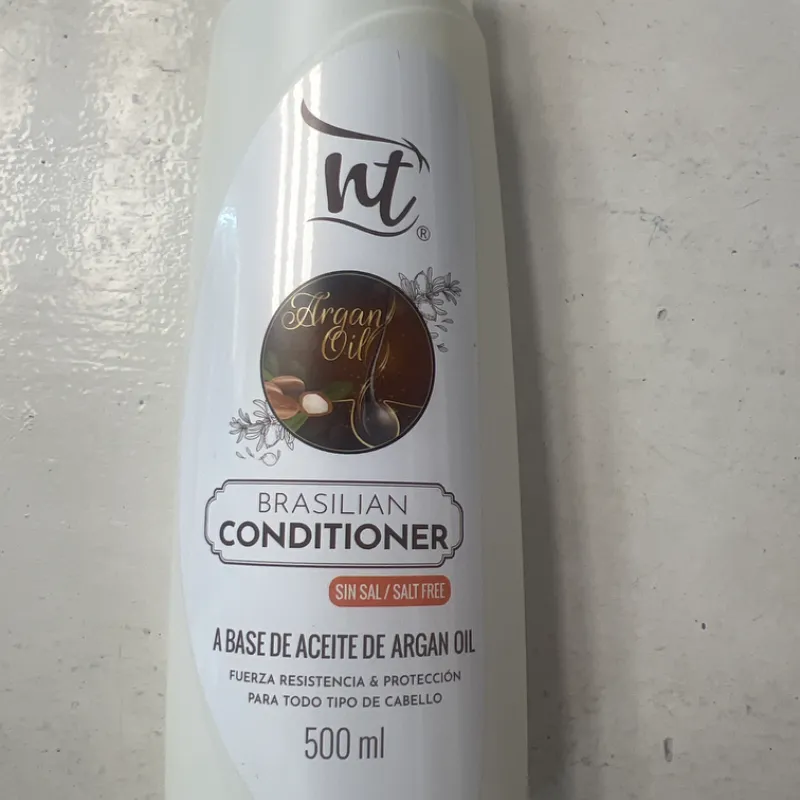 nt
®
Argan
Oil
BRASILIAN
CONDITIONER
SIN SAL / SALT FREE
A BASE DE ACEITE DE ARGAN OIL
FUERZA RESISTENCIA & PROTECCIÓN
PARA TODO TIPO DE CABELLO
500 ml